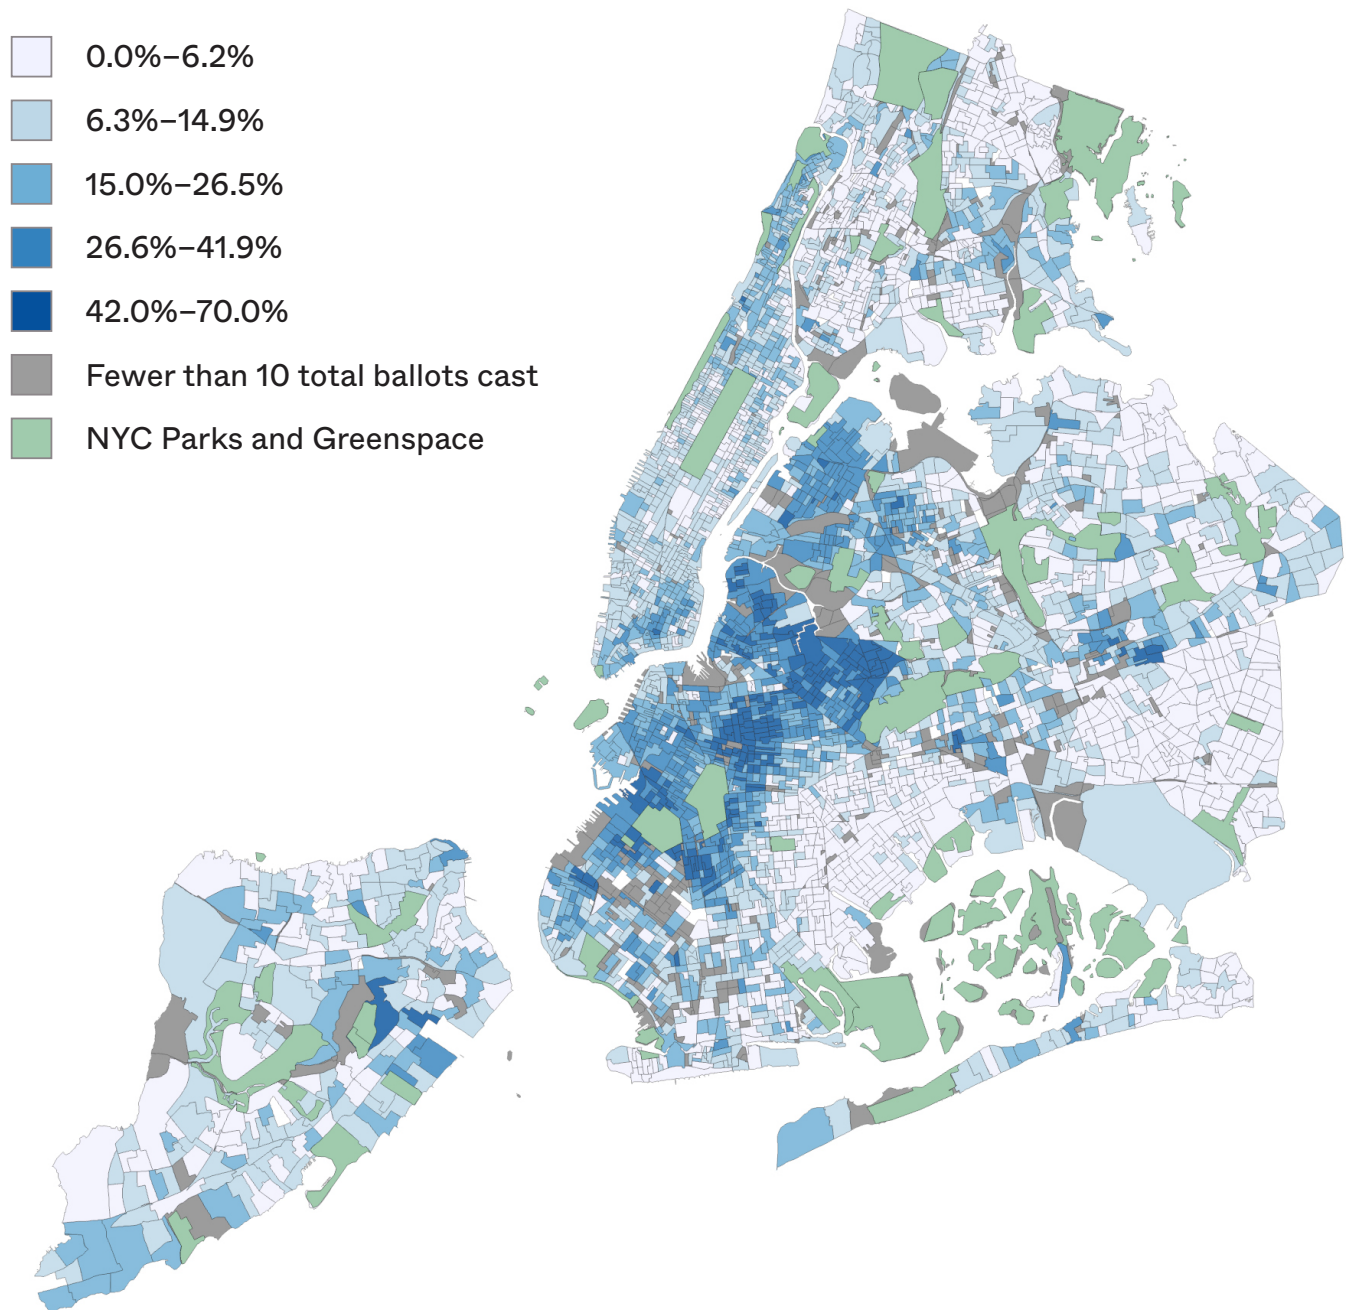 0.0%–6.2%
6.3%–14.9%
15.0%–26.5%
26.6%–41.9%
42.0%–70.0%
Fewer than 10 total ballots cast
NYC Parks and Greenspace